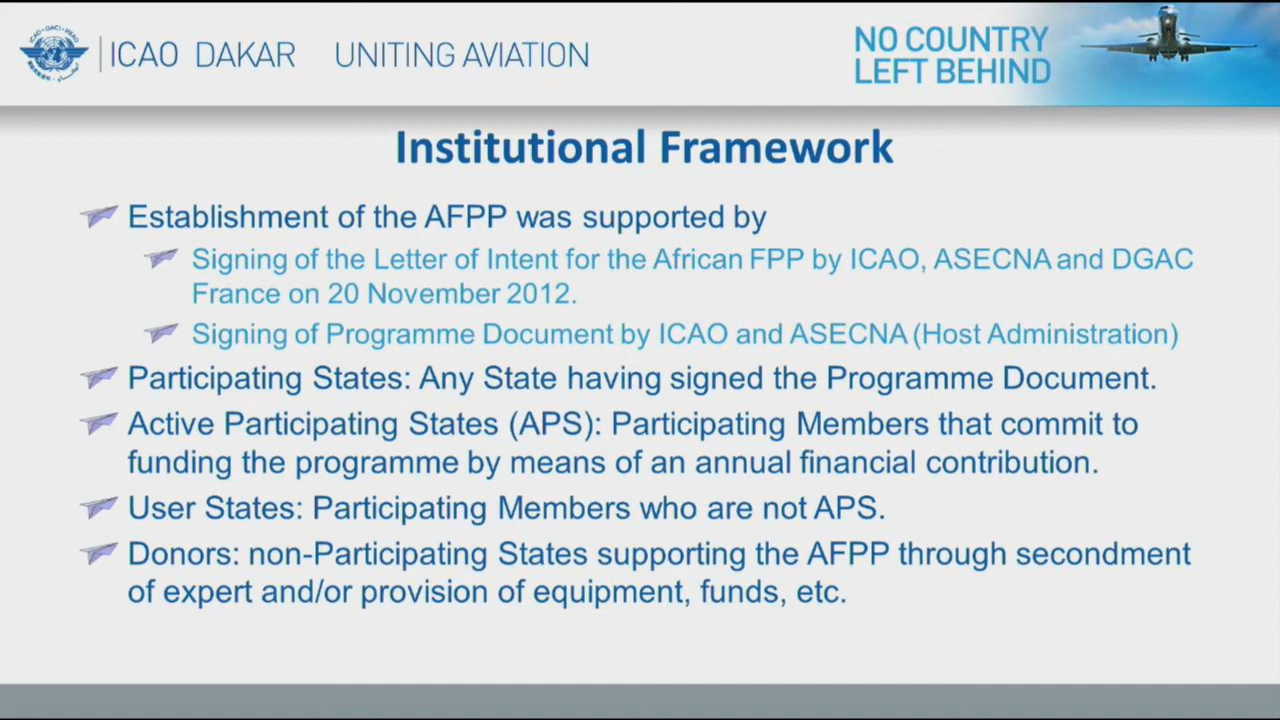 ICAO · OACI · ИКАО
ICAO DAKAR UNITING AVIATION
NO COUNTRY
LEFT BEHIND
Institutional Framework
Establishment of the AFPP was supported by
Signing of the Letter of Intent for the African FPP by ICAO, ASECNA and DGAC
France on 20 November 2012.
Signing of Programme Document by ICAO and ASECNA (Host Administration)
Participating States: Any State having signed the Programme Document.
Active Participating States (APS): Participating Members that commit to
funding the programme by means of an annual financial contribution.
User States: Participating Members who are not APS.
Donors: non-Participating States supporting the AFPP through secondment
of expert and/or provision of equipment, funds, etc.